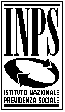 INPS
ISTITUTO NAZIONALE
PREVIDENZA SOCIALE